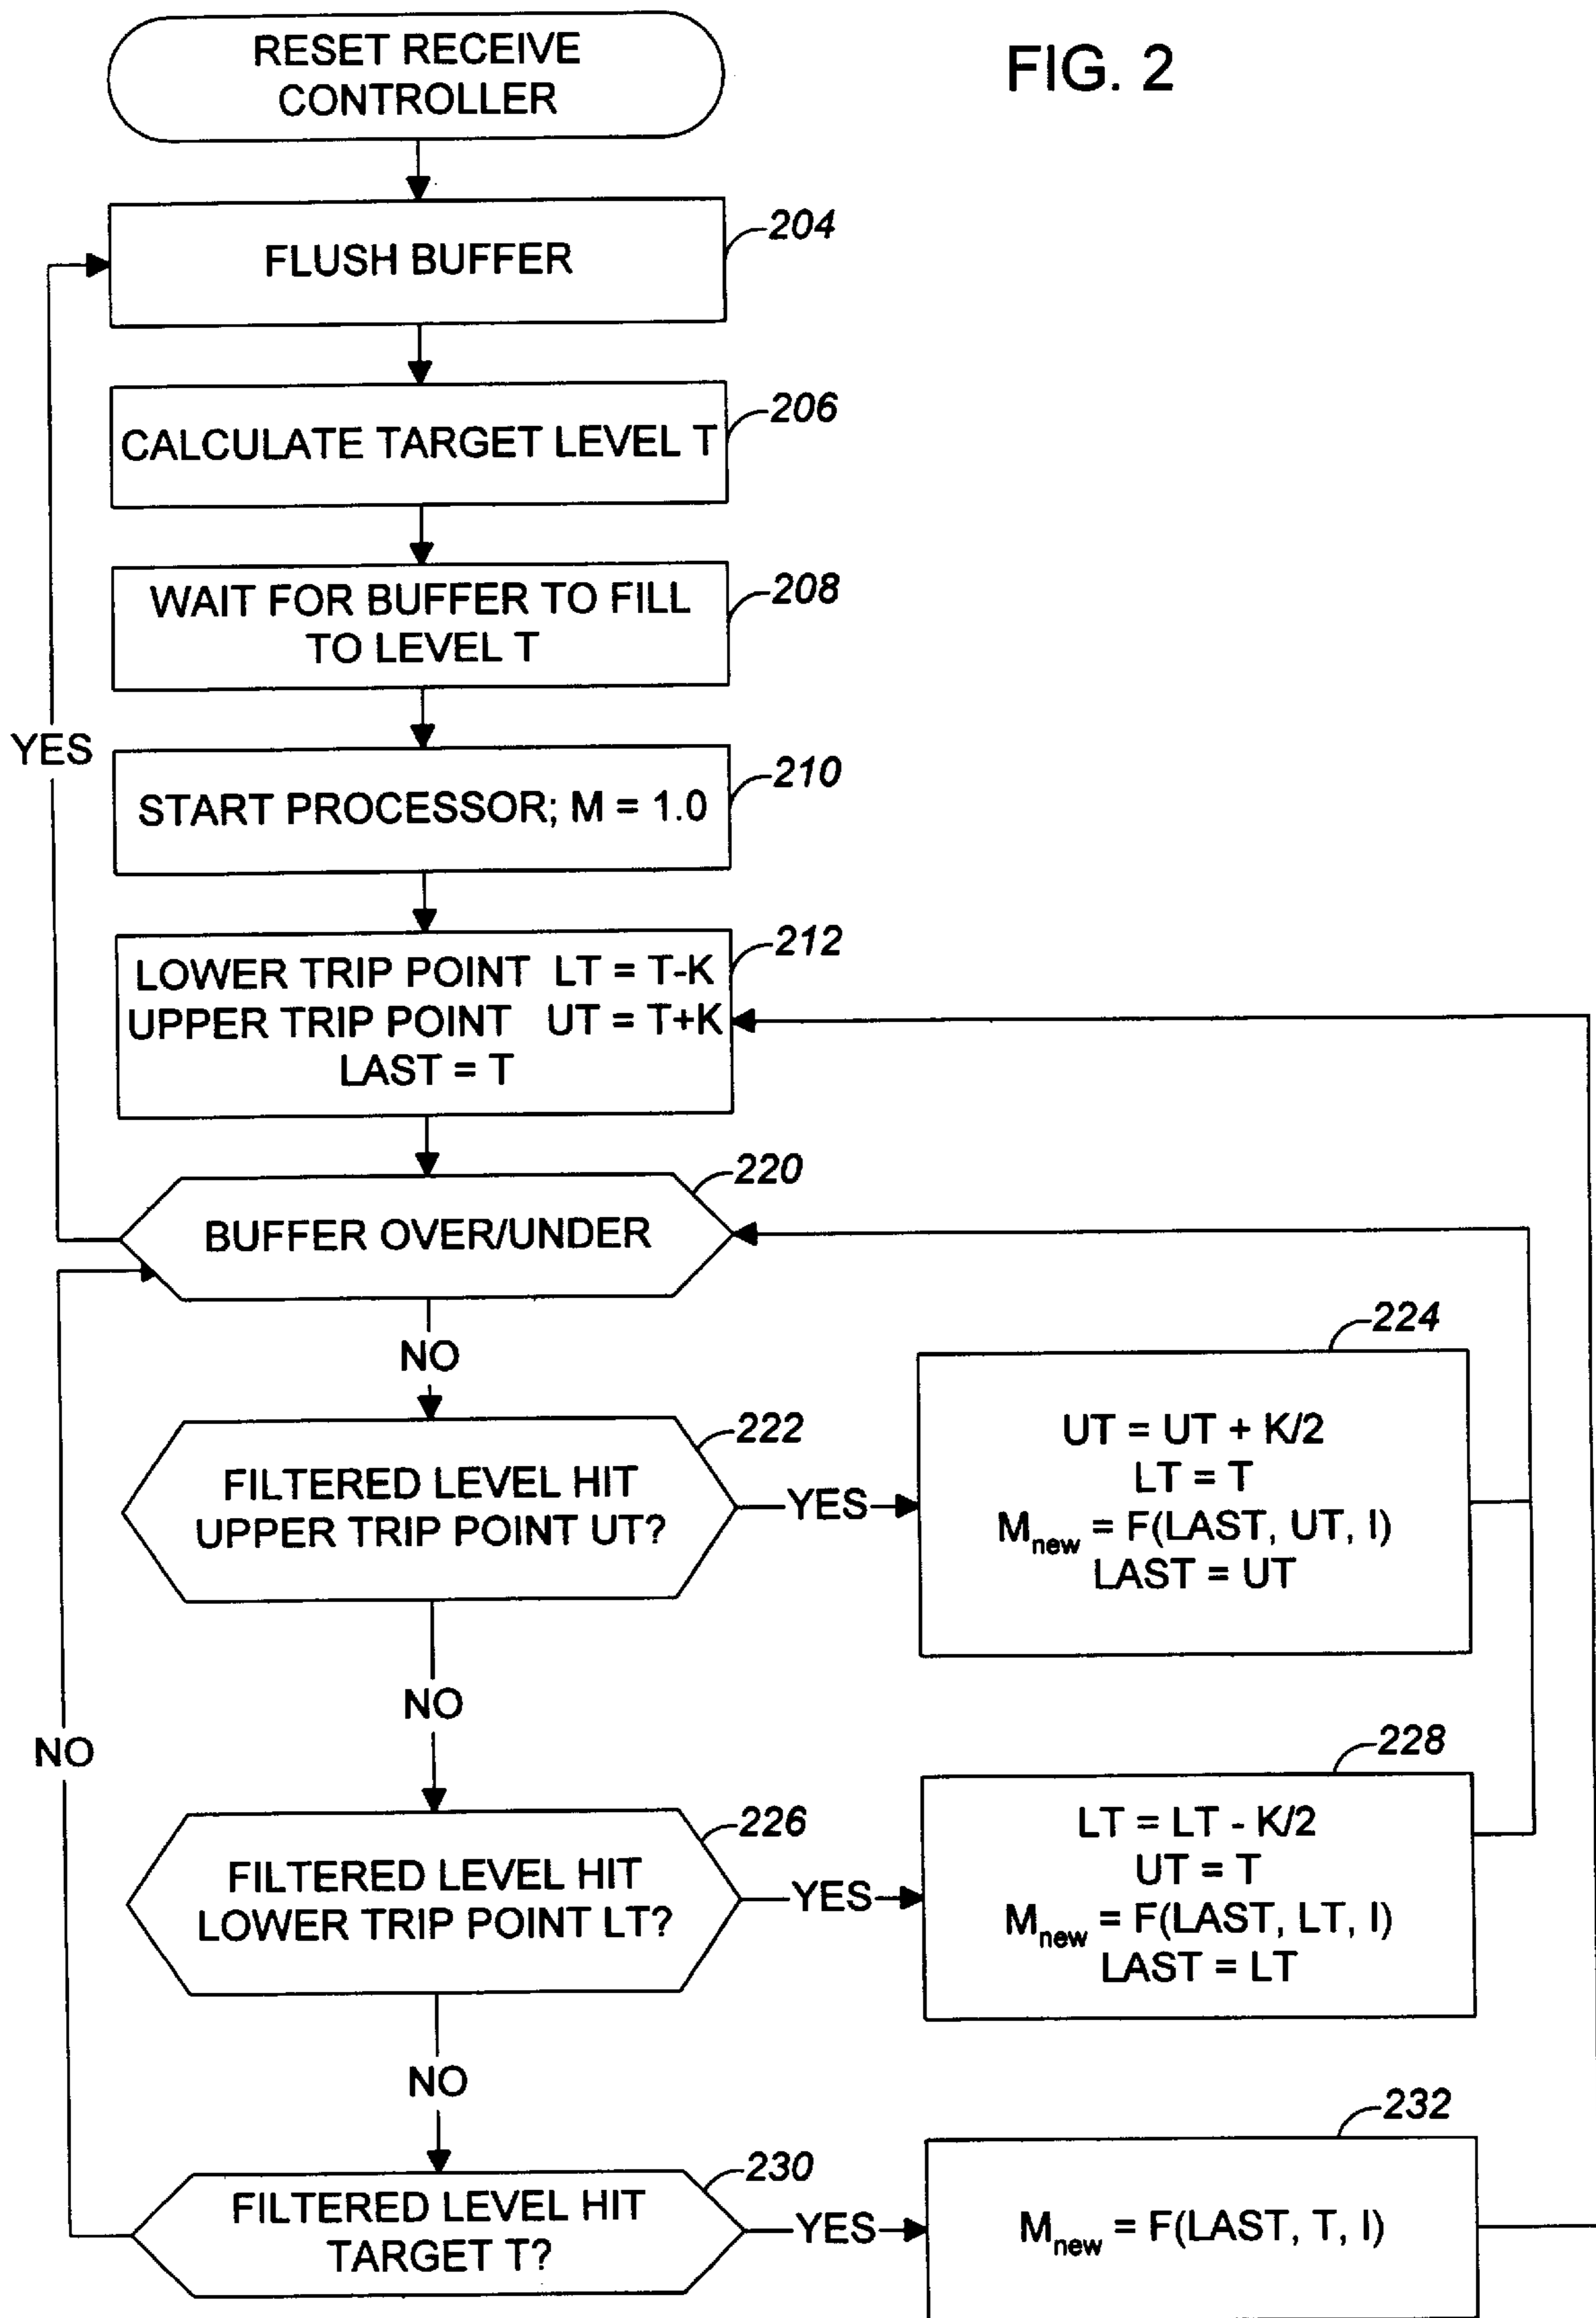 FIG. 2
RESET RECEIVE
CONTROLLER
204
FLUSH BUFFER
206
CALCULATE TARGET LEVEL T
208
WAIT FOR BUFFER TO FILL
TO LEVEL T
YES
210
START PROCESSOR; M = 1.0
212
LOWER TRIP POINT LT = T-K
UPPER TRIP POINT UT = T+K
LAST = T
220
BUFFER OVER/UNDER
NO
222
FILTERED LEVEL HIT
UPPER TRIP POINT UT?
YES
224
UT = UT + K/2
LT = T
Mnew = F(LAST, UT, I)
LAST = UT
NO
NO
226
FILTERED LEVEL HIT
LOWER TRIP POINT LT?
YES
228
LT = LT - K/2
UT = T
Mnew = F(LAST, LT, I)
LAST = LT
NO
230
FILTERED LEVEL HIT
TARGET T?
YES
232
Mnew = F(LAST, T, I)